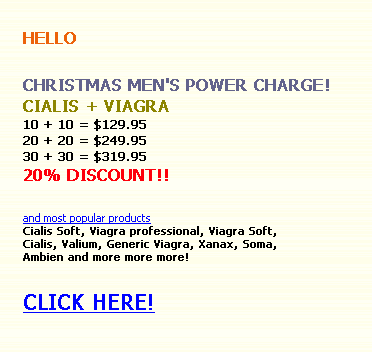 HELLO
CHRISTMAS MEN'S POWER CHARGE!
CIALIS + VIAGRA
10 + 10 = $129.95
20 + 20 = $249.95
30 + 30 = $319.95
20% DISCOUNT!!
and most popular products
Cialis Soft, Viagra professional, Viagra Soft,
Cialis, Valium, Generic Viagra, Xanax, Soma,
Ambien and more more more!
CLICK HERE!